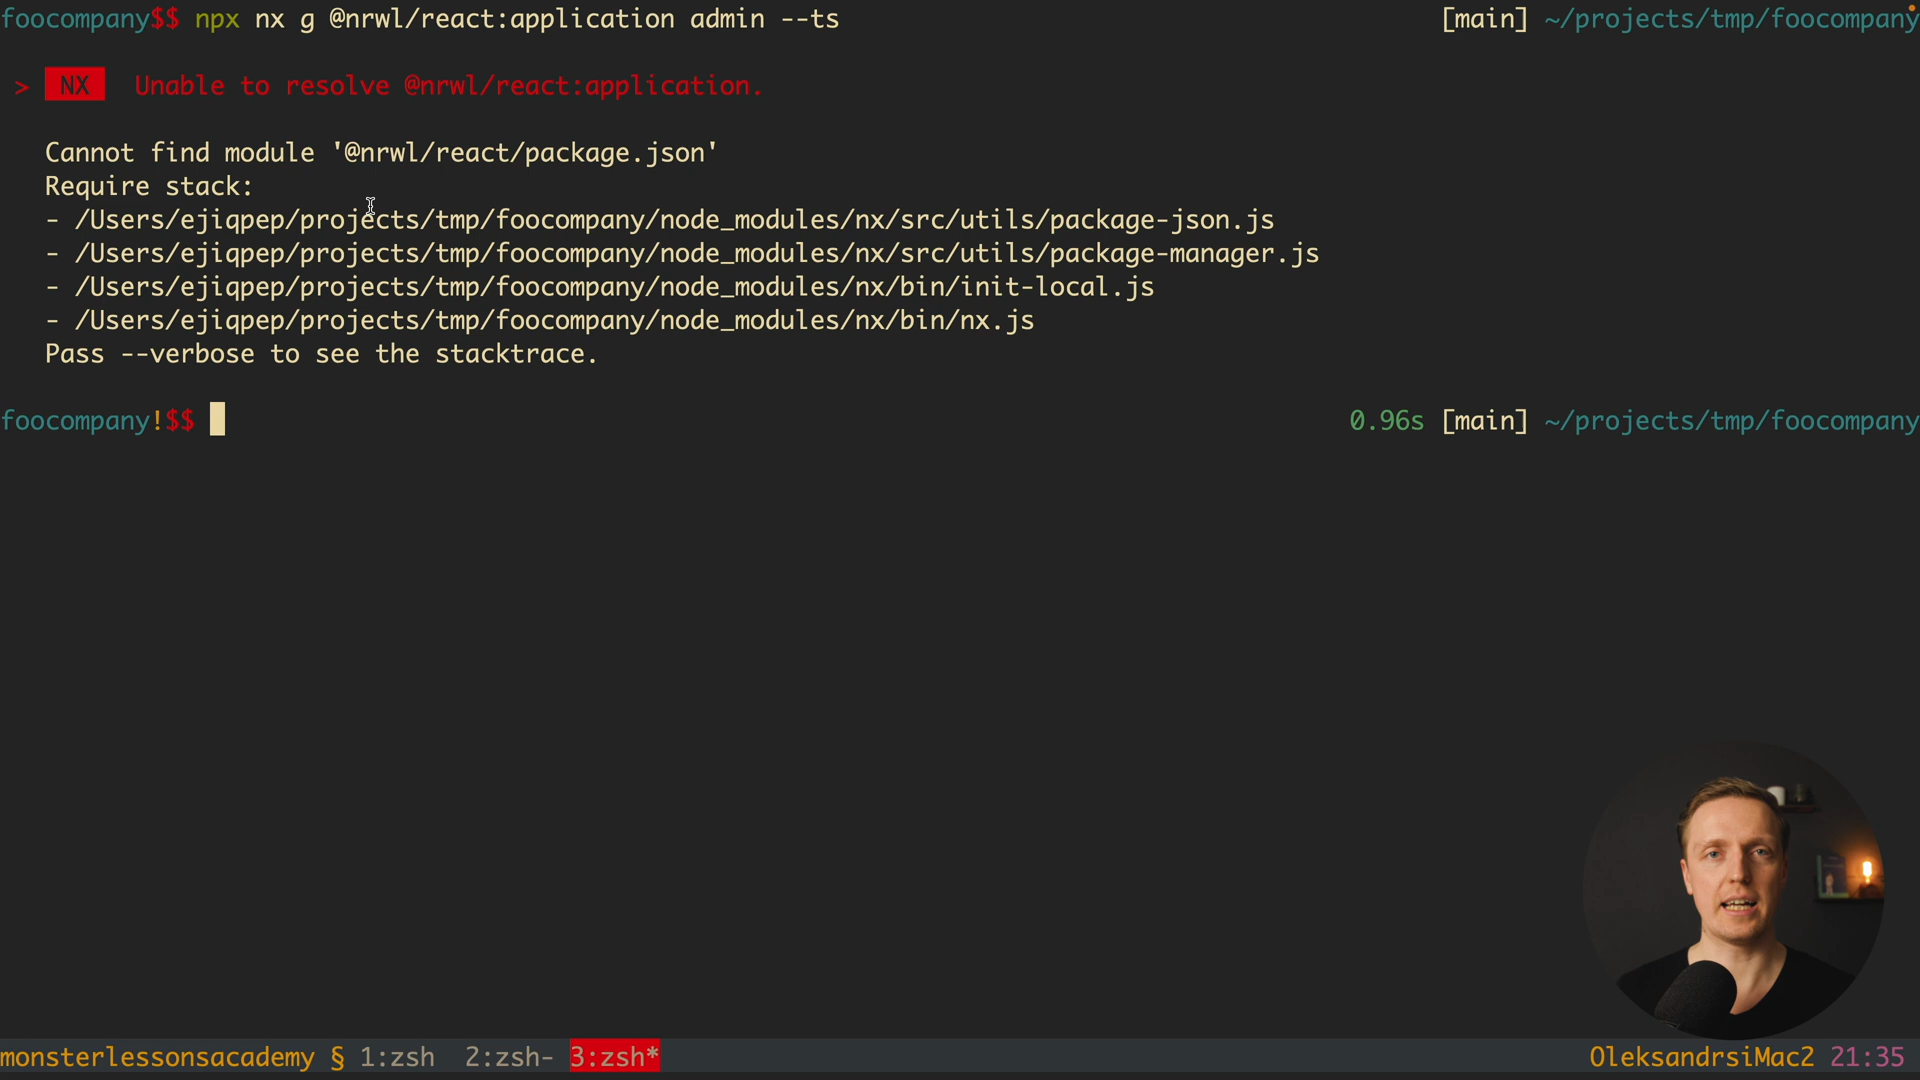 foocompany$$ npx nx g @nrwl/react:application admin --ts [main] ~/projects/tmp/foocompany
> NX Unable to resolve @nrwl/react:application.
Cannot find module '@nrwl/react/package.json'
Require stack:
- /Users/ejiqpep/projects/tmp/foocompany/node_modules/nx/src/utils/package-json.js
- /Users/ejiqpep/projects/tmp/foocompany/node_modules/nx/src/utils/package-manager.js
- /Users/ejiqpep/projects/tmp/foocompany/node_modules/nx/bin/init-local.js
- /Users/ejiqpep/projects/tmp/foocompany/node_modules/nx/bin/nx.js
Pass --verbose to see the stacktrace.
foocompany!$$ 0.96s [main] ~/projects/tmp/foocompany
monsterlessonsacademy § 1:zsh 2:zsh- 3:zsh* OleksandrsiMac2 21:35